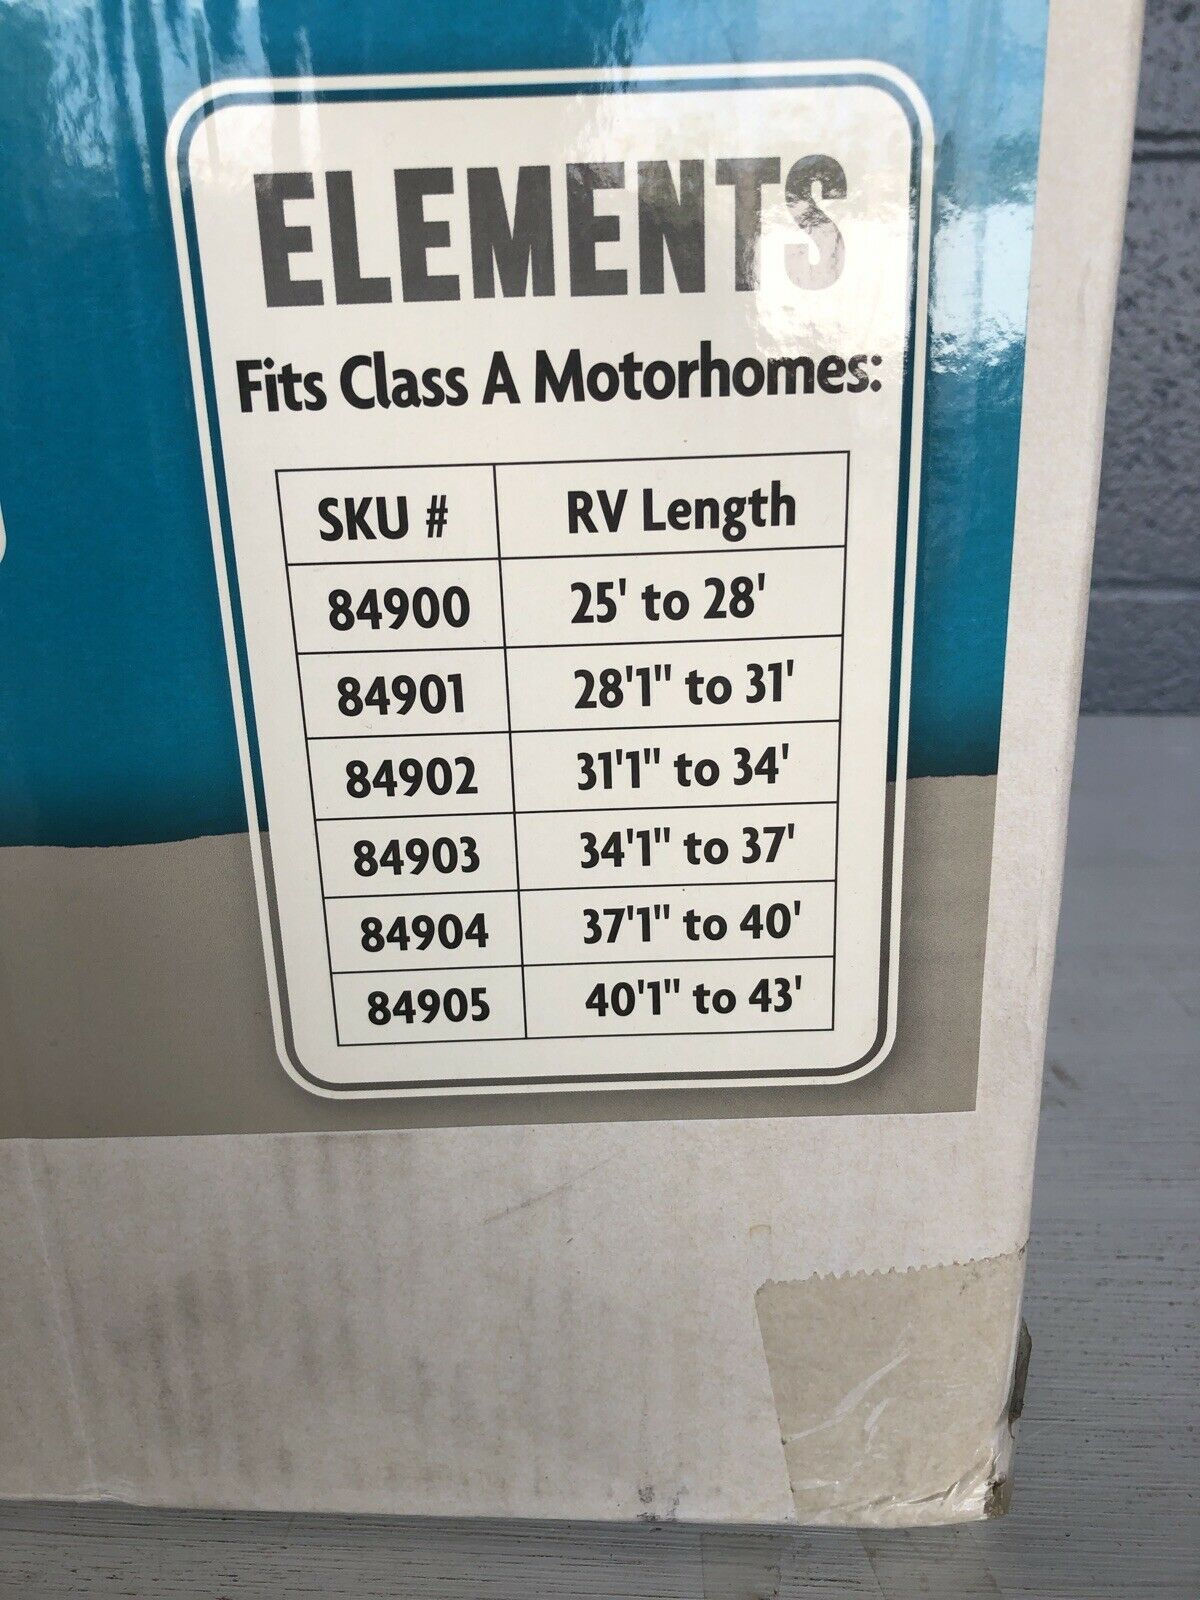 ELEMENTS
Fits Class A Motorhomes:
SKU # RV Length
84900 25' to 28'
84901 28'1" to 31'
84902 31'1" to 34'
84903 34'1" to 37'
84904 37'1" to 40'
84905 40'1" to 43'